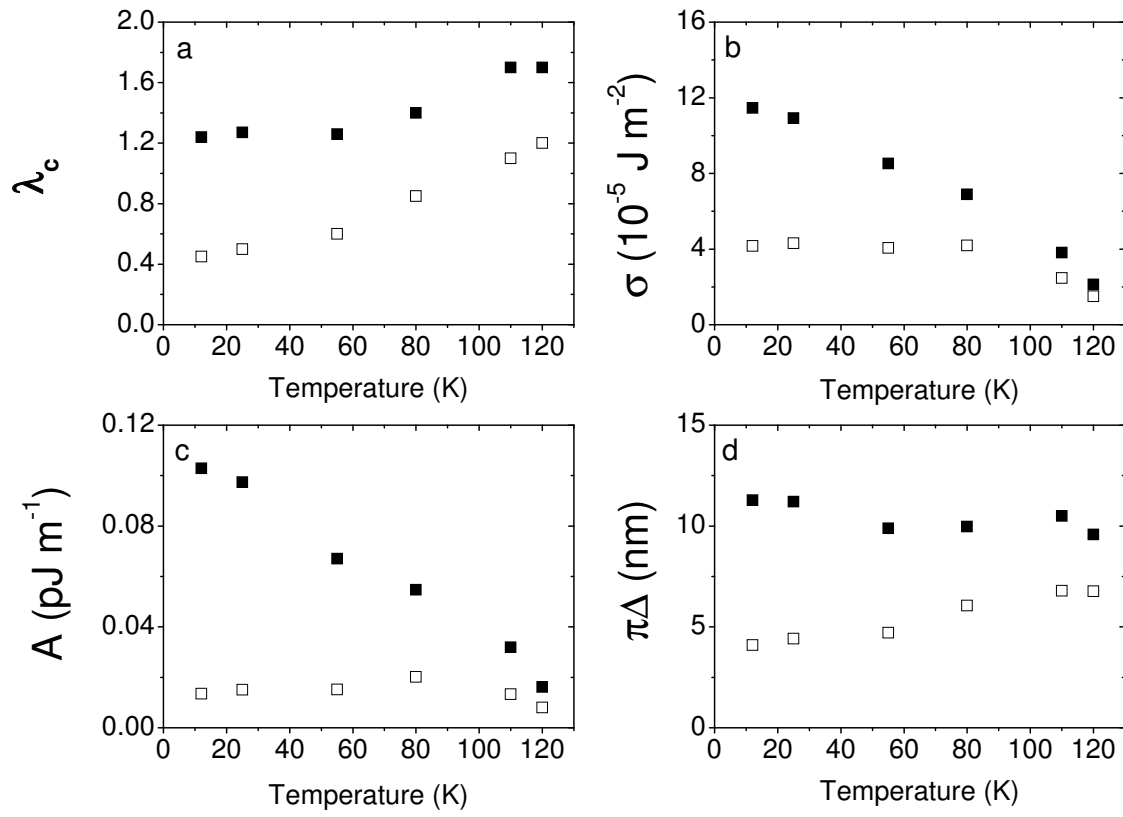 a
2.0
1.6
1.2
0.8
0.4
0.0
λc
0 20 40 60 80 100 120
Temperature (K)
b
16
12
8
4
0
σ (10⁻⁵ J m⁻²)
0 20 40 60 80 100 120
Temperature (K)
c
0.12
0.08
0.04
0.00
A (pJ m⁻¹)
0 20 40 60 80 100 120
Temperature (K)
d
15
10
5
0
πΔ (nm)
0 20 40 60 80 100 120
Temperature (K)